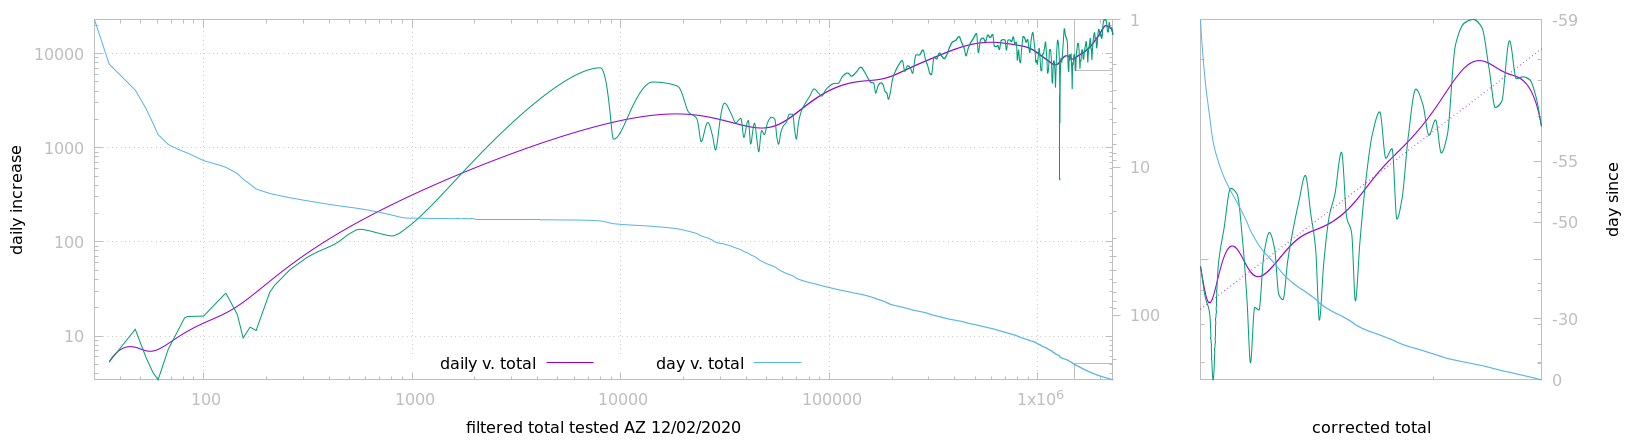 10000
1000
100
10
daily increase
100
1000
10000
100000
1x10⁶
filtered total tested AZ 12/02/2020
daily v. total
day v. total
1
10
100
-59
-55
-50
-30
0
day since
corrected total